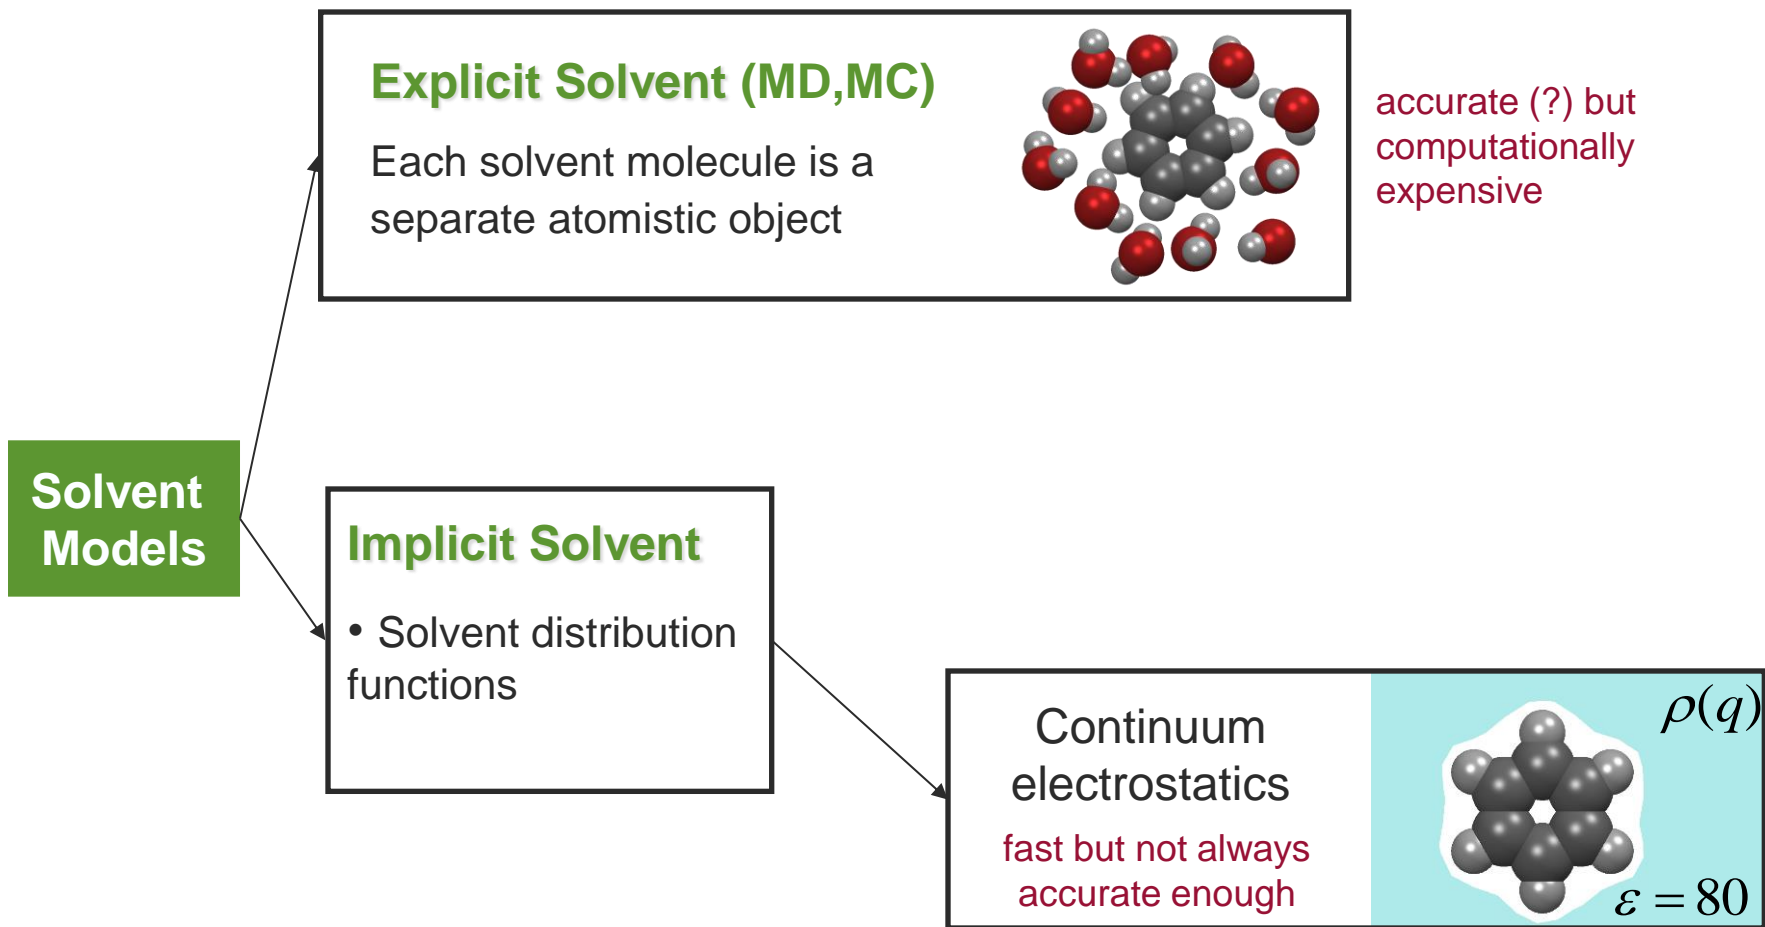 Explicit Solvent (MD,MC)
Each solvent molecule is a
separate atomistic object
accurate (?) but
computationally
expensive
Solvent
Models
Implicit Solvent
• Solvent distribution
functions
Continuum
electrostatics
fast but not always
accurate enough
ρ(q)
ε = 80